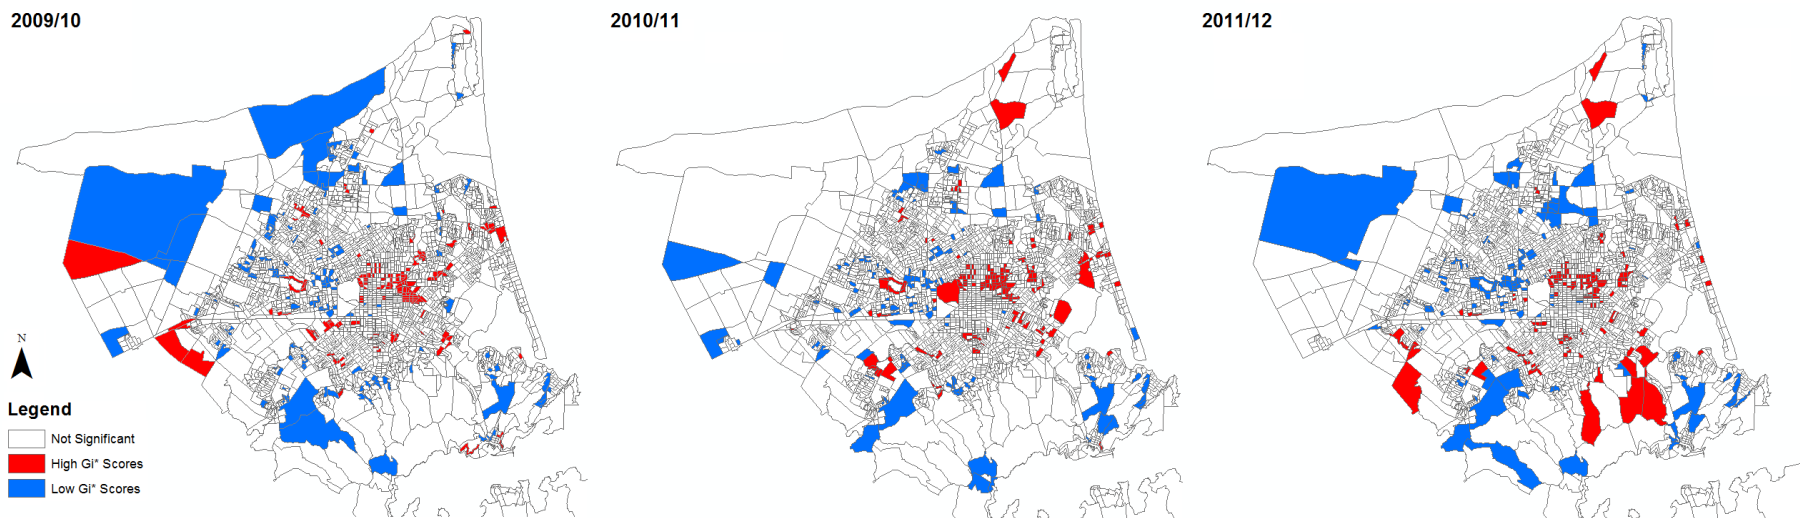 2009/10
2010/11
2011/12
N
Legend
Not Significant
High Gi* Scores
Low Gi* Scores